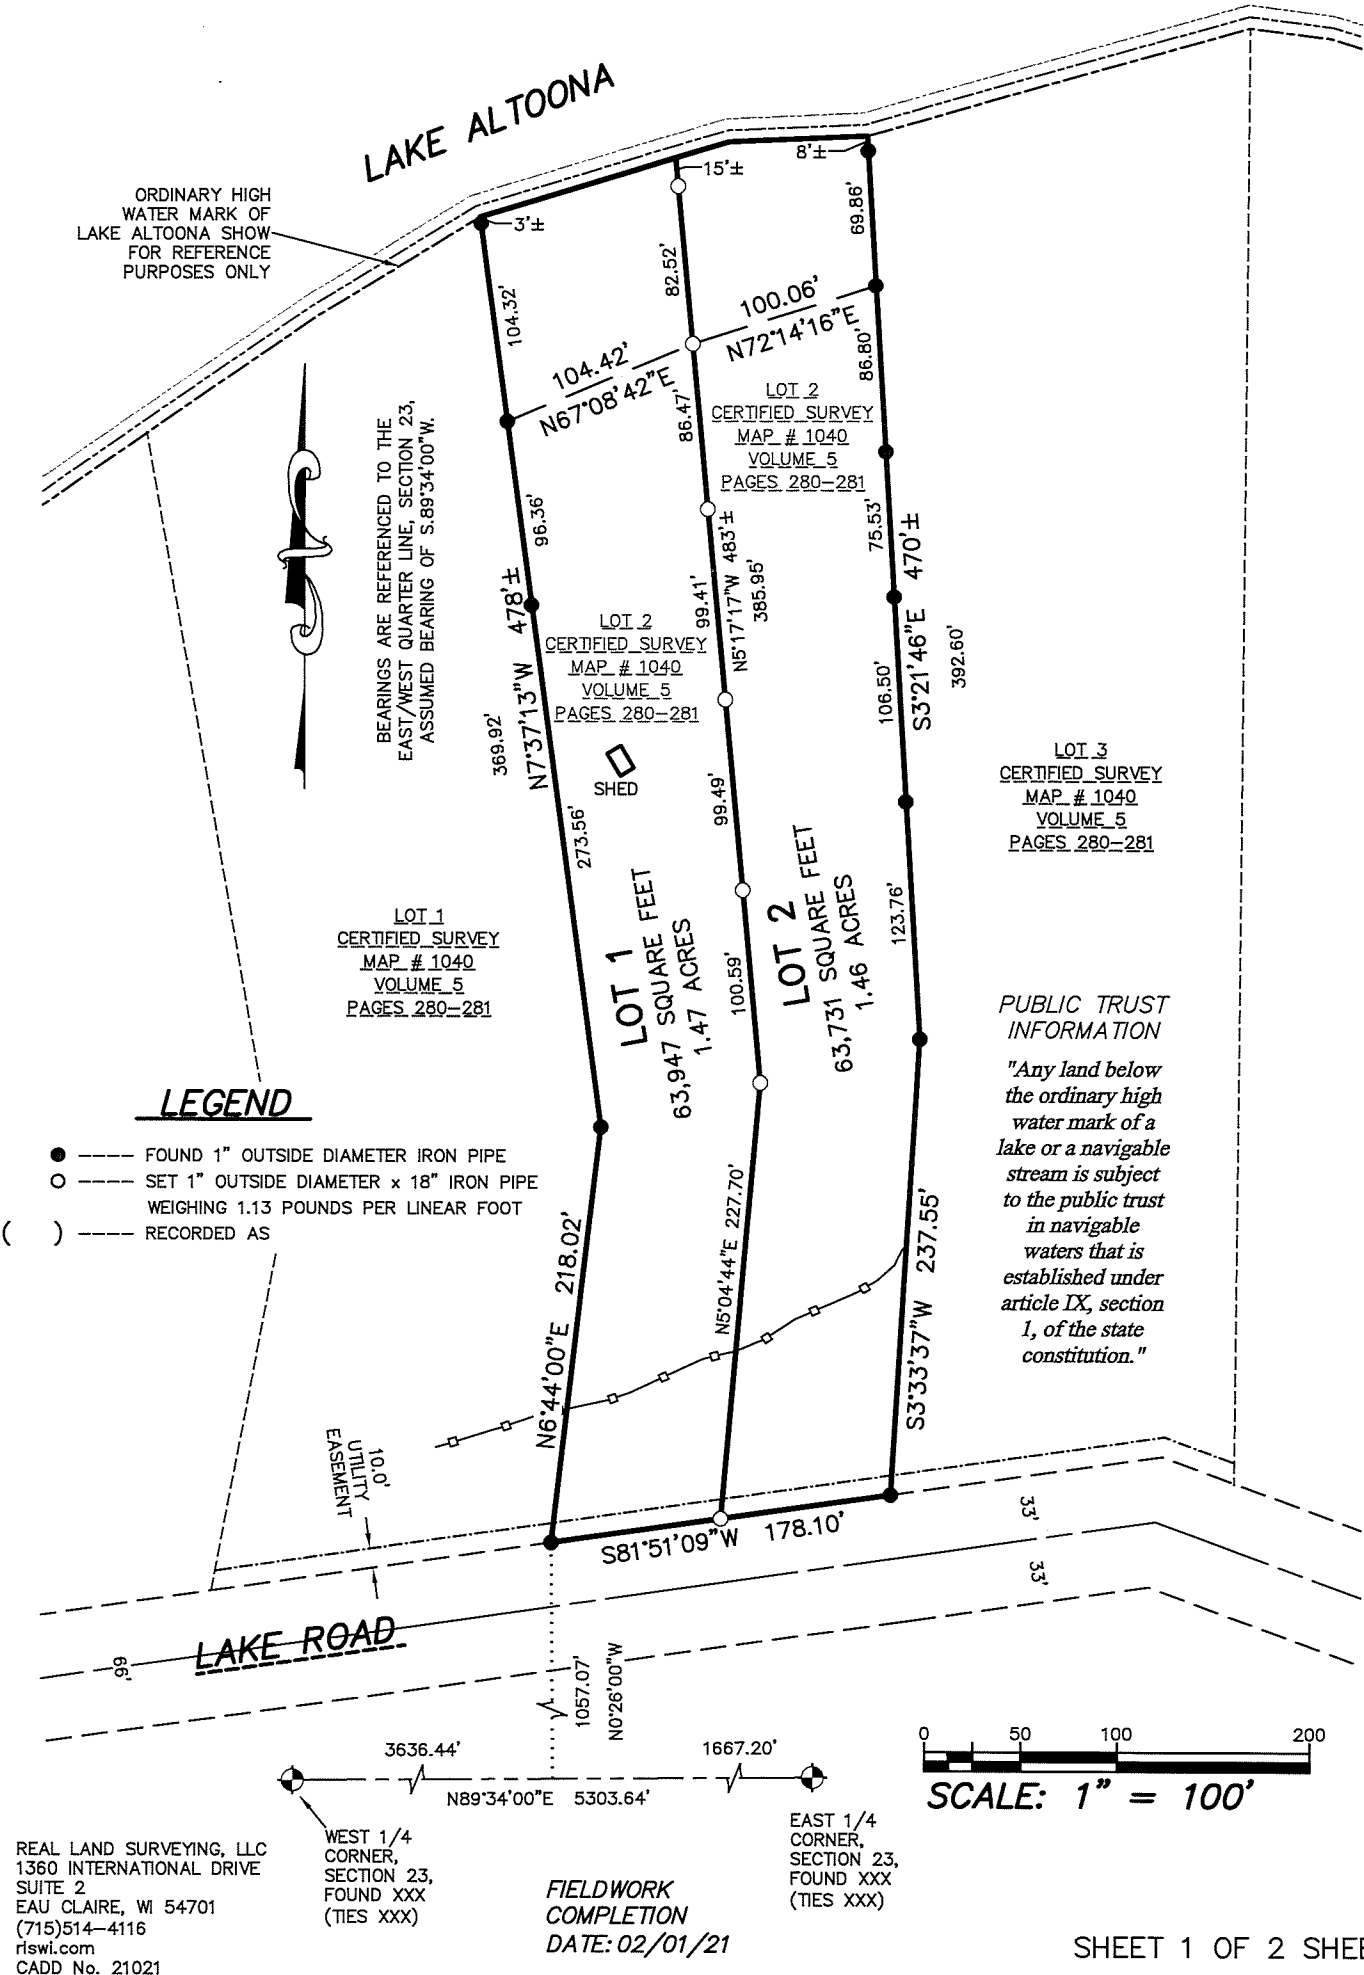 LAKE ALTOONA
ORDINARY HIGH
WATER MARK OF
LAKE ALTOONA SHOW
FOR REFERENCE
PURPOSES ONLY
3'±
15'±
8'±
104.32'
82.52'
69.86'
104.42'
N67°08'42"E
100.06'
N72°14'16"E
86.47'
86.80'
LOT 2
CERTIFIED SURVEY
MAP # 1040
VOLUME 5
PAGES 280-281
BEARINGS ARE REFERENCED TO THE
EAST/WEST QUARTER LINE, SECTION 23,
ASSUMED BEARING OF S.89°34'00"W.
96.36'
N7°37'13"W 478'±
369.92'
273.56'
LOT 2
CERTIFIED SURVEY
MAP # 1040
VOLUME 5
PAGES 280-281
SHED
99.41'
N5°17'17"W 483'±
385.95'
75.53'
S3°21'46"E 470'±
392.60'
106.50'
99.49'
123.76'
100.59'
LOT 1
63,947 SQUARE FEET
1.47 ACRES
LOT 2
63,731 SQUARE FEET
1.46 ACRES
LOT 3
CERTIFIED SURVEY
MAP # 1040
VOLUME 5
PAGES 280-281
LOT 1
CERTIFIED SURVEY
MAP # 1040
VOLUME 5
PAGES 280-281
PUBLIC TRUST
INFORMATION
"Any land below
the ordinary high
water mark of a
lake or a navigable
stream is subject
to the public trust
in navigable
waters that is
established under
article IX, section
1, of the state
constitution."
LEGEND
FOUND 1" OUTSIDE DIAMETER IRON PIPE
SET 1" OUTSIDE DIAMETER x 18" IRON PIPE
WEIGHING 1.13 POUNDS PER LINEAR FOOT
( ) ---- RECORDED AS
N6°44'00"E 218.02'
N5°04'44"E 227.70'
S3°33'37"W 237.55'
10.0'
UTILITY
EASEMENT
S81°51'09"W 178.10'
33'
33'
LAKE ROAD
66'
1057.07'
N0°26'00"W
3636.44'
1667.20'
N89°34'00"E 5303.64'
0 50 100 200
SCALE: 1" = 100'
WEST 1/4
CORNER,
SECTION 23,
FOUND XXX
(TIES XXX)
EAST 1/4
CORNER,
SECTION 23,
FOUND XXX
(TIES XXX)
REAL LAND SURVEYING, LLC
1360 INTERNATIONAL DRIVE
SUITE 2
EAU CLAIRE, WI 54701
(715)514-4116
rlswi.com
CADD No. 21021
FIELDWORK
COMPLETION
DATE: 02/01/21
SHEET 1 OF 2 SHEE